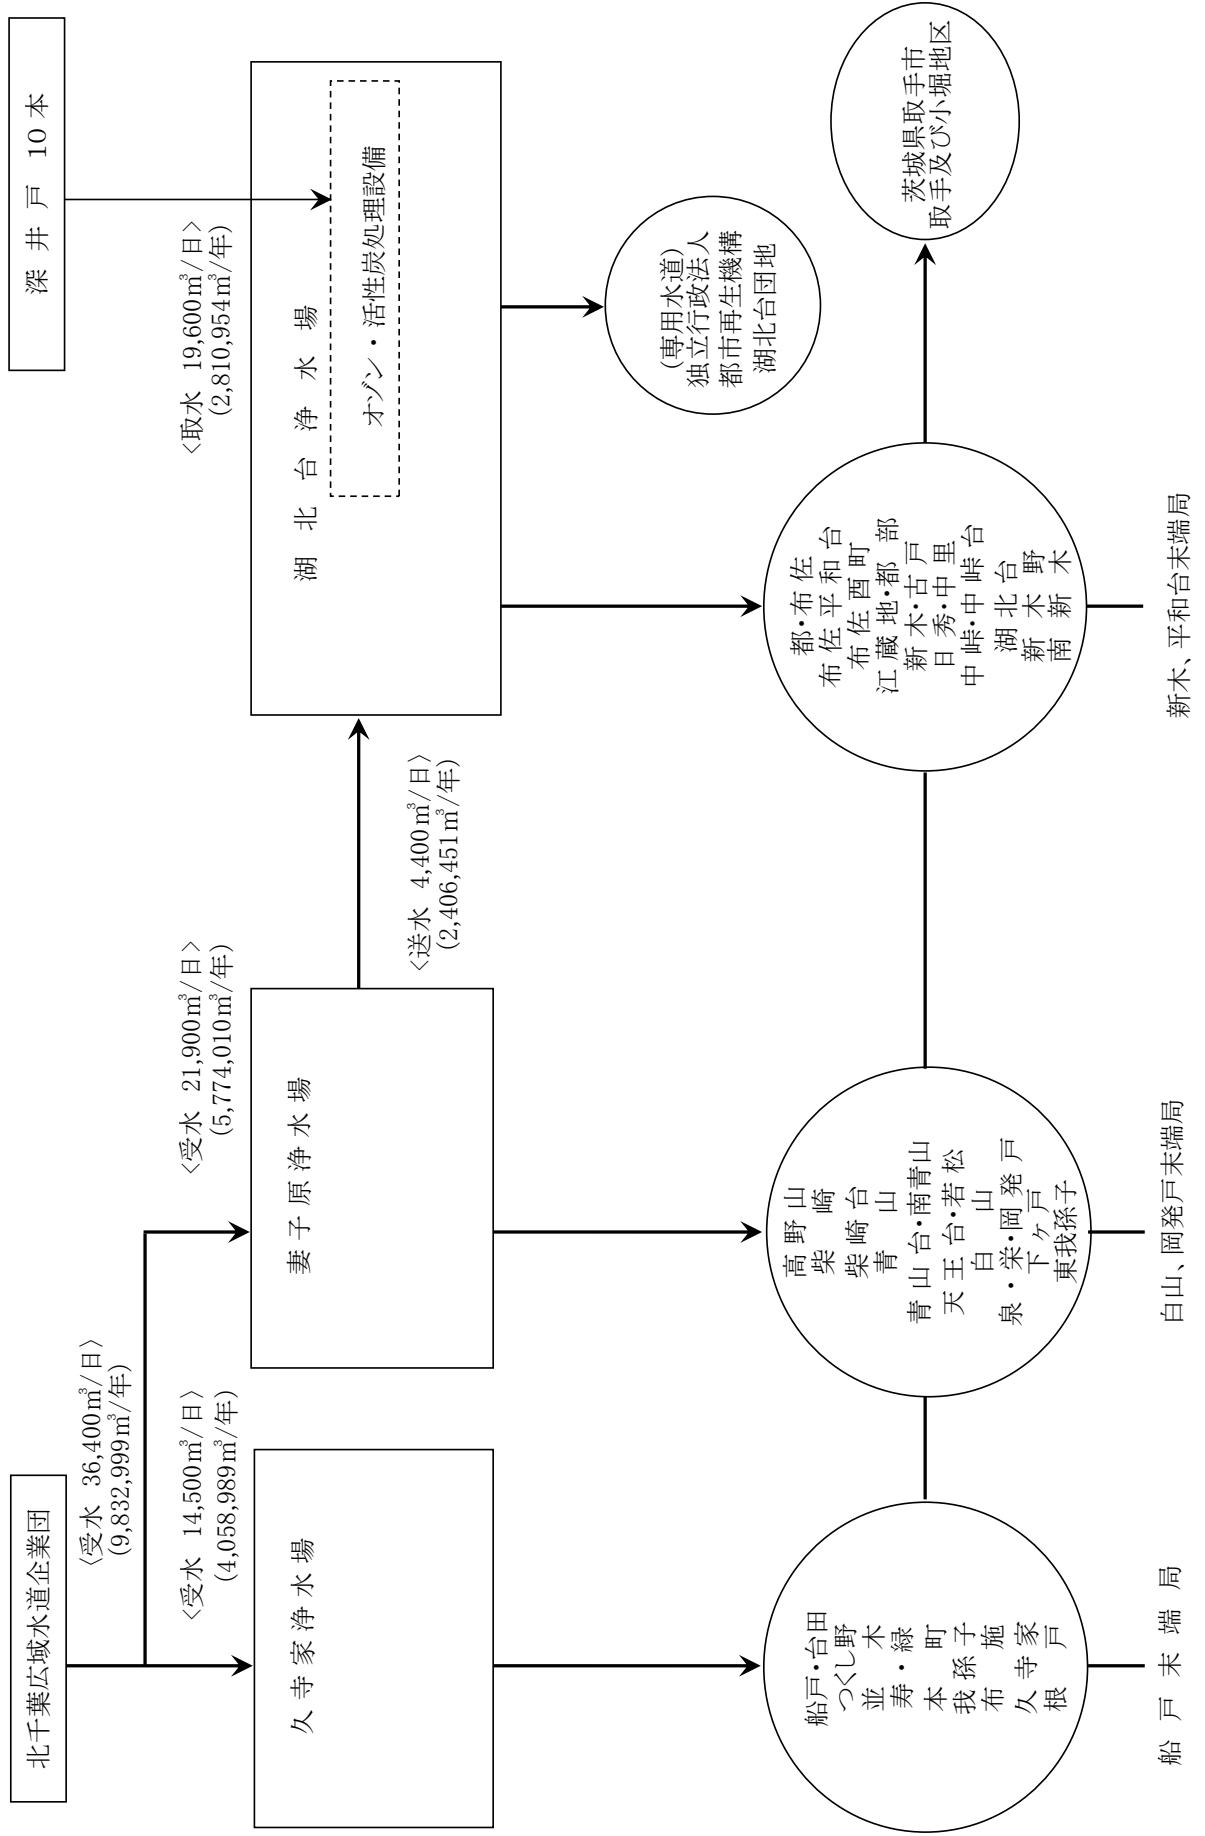 北千葉広域水道企業団
〈受水 36,400㎥/日〉
(9,832,999㎥/年)
〈受水 14,500㎥/日〉
(4,058,989㎥/年)
〈受水 21,900㎥/日〉
(5,774,010㎥/年)
深井戸 10本
〈取水 19,600㎥/日〉
(2,810,954㎥/年)
久寺家浄水場
妻子原浄水場
〈送水 4,400㎥/日〉
(2,406,451㎥/年)
湖北台浄水場
オゾン・活性炭処理設備
(専用水道)
独立行政法人
都市再生機構
湖北台団地
船戸・台田
つくし野
並木
寿・緑
本町
我孫子
布施
久寺家
根戸
高野山
柴崎
柴崎台
青山
青山台・南青山
天王台・若松
白山
泉・栄・岡発戸
下ヶ戸
東我孫子
都・布佐
布佐平和台
布佐酉町
江蔵地・都部
新木・古戸
日秀・中里
中峠・中峠台
湖北台
新木野
南新木
茨城県取手市
取手及び小堀地区
船戸末端局
白山、岡発戸末端局
新木、平和台末端局